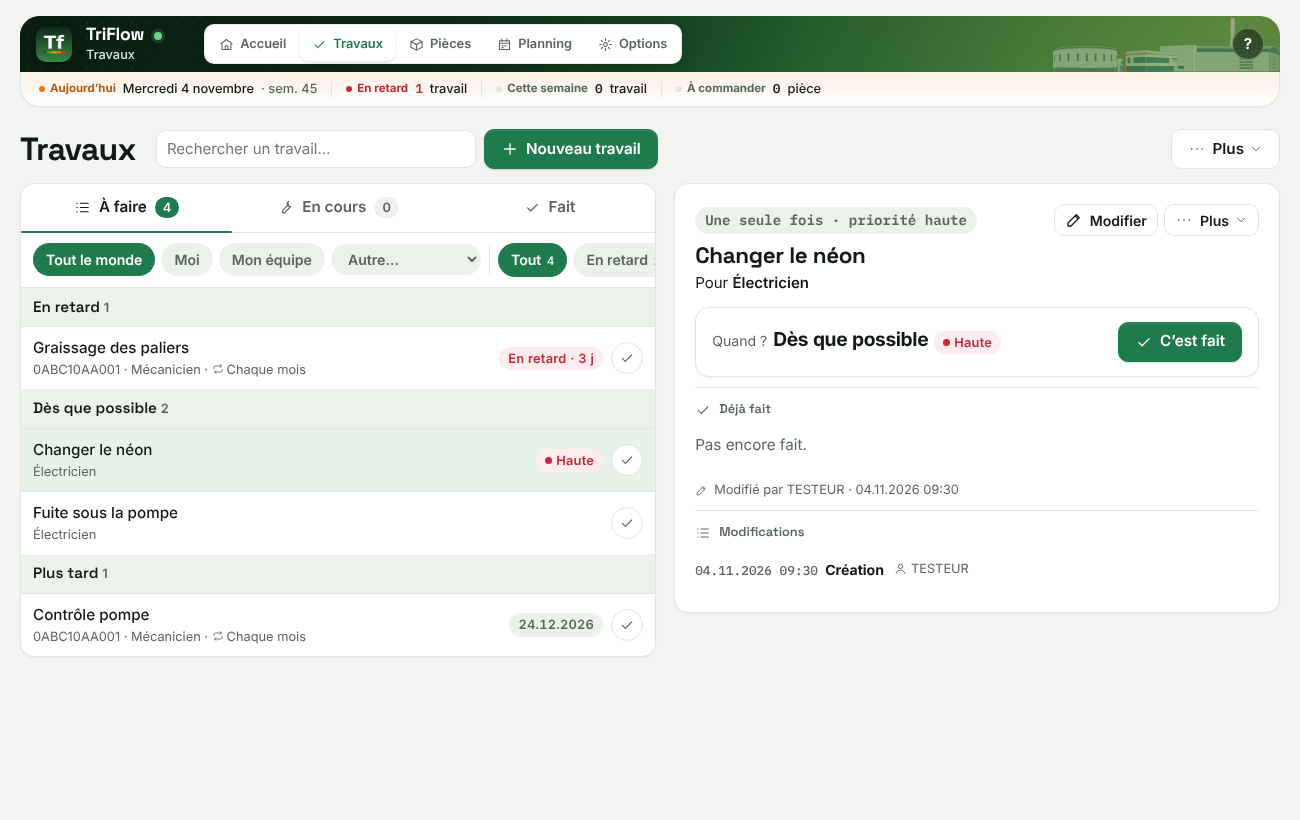 Tf
TriFlow
Travaux
Accueil
Travaux
Pièces
Planning
Options
?
Aujourd'hui Mercredi 4 novembre · sem. 45
En retard 1 travail
Cette semaine 0 travail
À commander 0 pièce
Travaux
Rechercher un travail...
+ Nouveau travail
··· Plus
À faire 4
En cours 0
Fait
Tout le monde
Moi
Mon équipe
Autre...
Tout 4
En retard
En retard 1
Graissage des paliers
0ABC10AA001 · Mécanicien · Chaque mois
En retard · 3 j
Dès que possible 2
Changer le néon
Électricien
Haute
Fuite sous la pompe
Électricien
Plus tard 1
Contrôle pompe
0ABC10AA001 · Mécanicien · Chaque mois
24.12.2026
Une seule fois · priorité haute
Modifier
··· Plus
Changer le néon
Pour Électricien
Quand ? Dès que possible Haute
C'est fait
Déjà fait
Pas encore fait.
Modifié par TESTEUR · 04.11.2026 09:30
Modifications
04.11.2026 09:30 Création TESTEUR